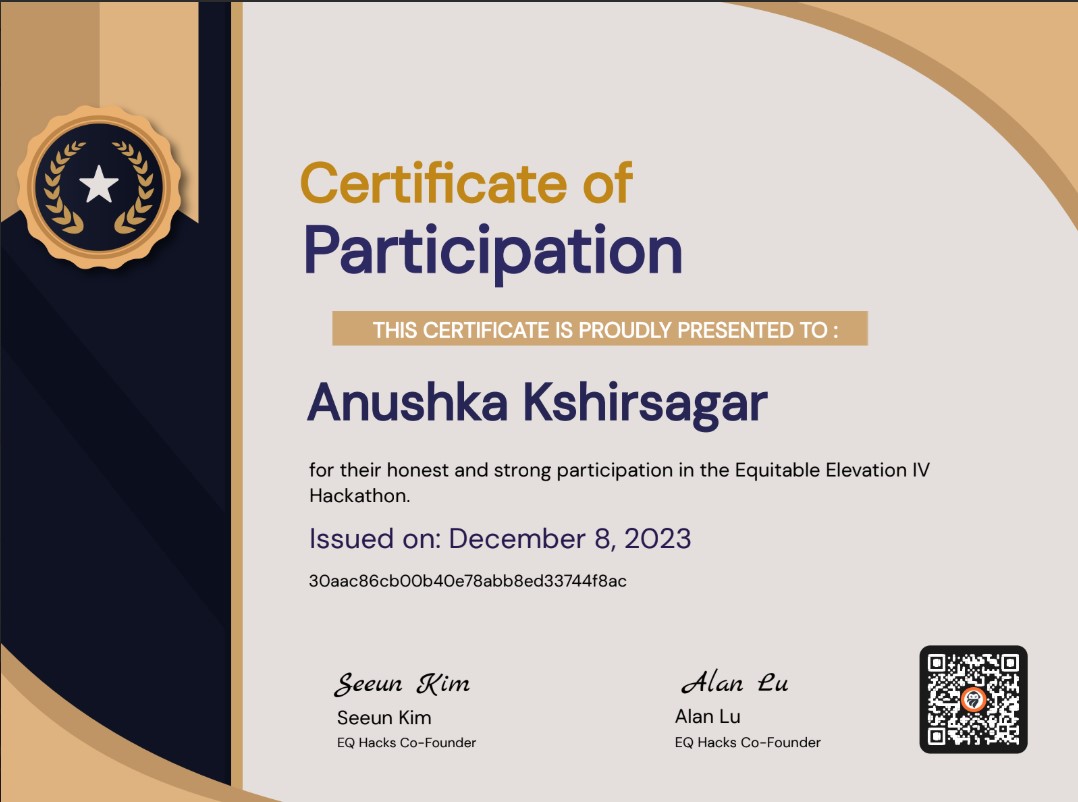 Certificate of
Participation
THIS CERTIFICATE IS PROUDLY PRESENTED TO :
Anushka Kshirsagar
for their honest and strong participation in the Equitable Elevation IV
Hackathon.
Issued on: December 8, 2023
30aac86cb00b40e78abb8ed33744f8ac
Seeun Kim
Alan Lu
Seeun Kim
Alan Lu
EQ Hacks Co-Founder
EQ Hacks Co-Founder